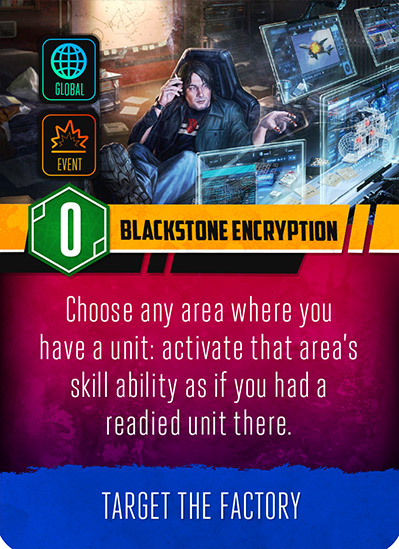 GLOBAL
EVENT
0
BLACKSTONE ENCRYPTION
Choose any area where you
have a unit: activate that area's
skill ability as if you had a
readied unit there.
TARGET THE FACTORY